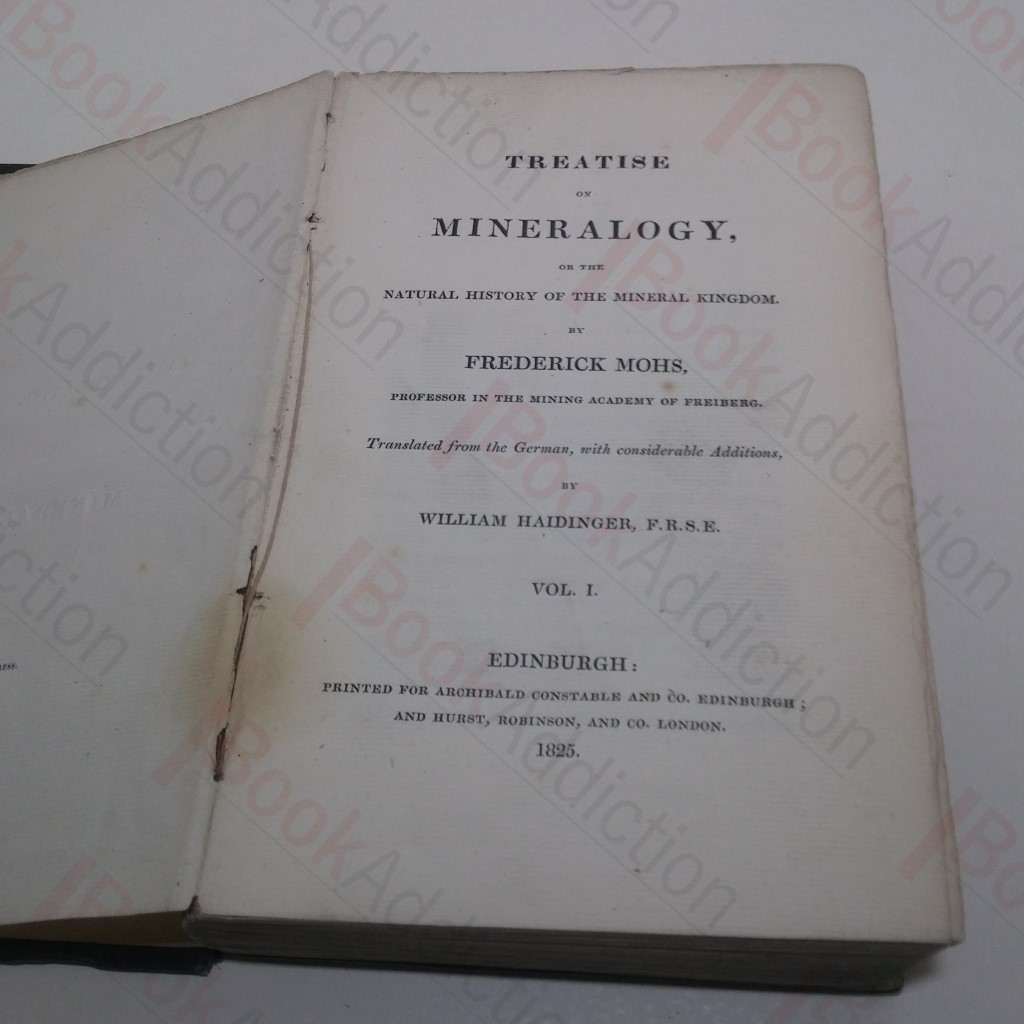 TREATISE
ON
MINERALOGY,
OR THE
NATURAL HISTORY OF THE MINERAL KINGDOM.
BY
FREDERICK MOHS,
PROFESSOR IN THE MINING ACADEMY OF FREIBERG.
Translated from the German, with considerable Additions,
BY
WILLIAM HAIDINGER, F.R.S.E.
VOL. I.
EDINBURGH:
PRINTED FOR ARCHIBALD CONSTABLE AND CO. EDINBURGH;
AND HURST, ROBINSON, AND CO. LONDON.
1825.
BookAddiction